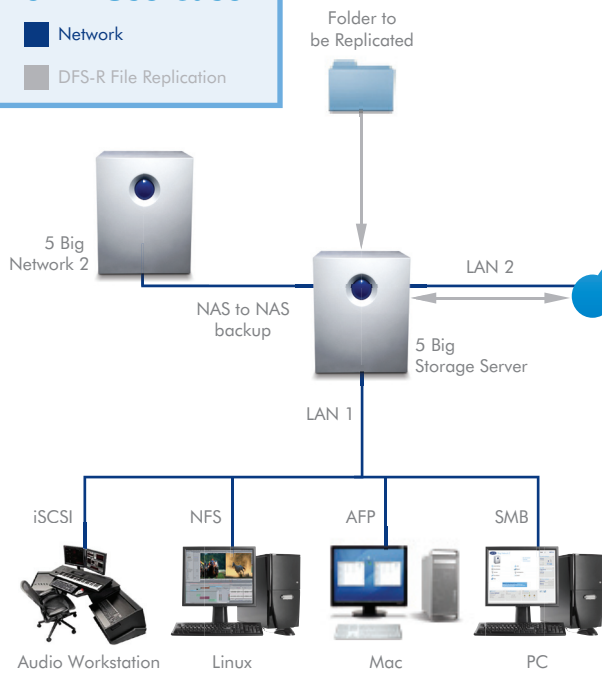 Network
DFS-R File Replication
Folder to
be Replicated
5 Big
Network 2
NAS to NAS
backup
LAN 2
5 Big
Storage Server
LAN 1
iSCSI
NFS
AFP
SMB
Audio Workstation
Linux
Mac
PC